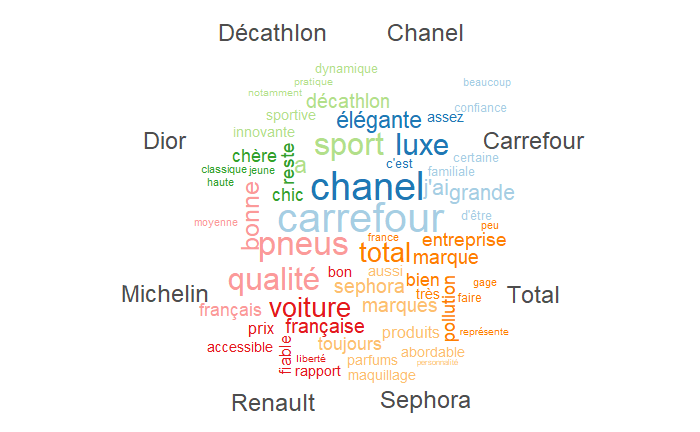 Décathlon Chanel
dynamique
pratique
beaucoup
notamment
décathlon
confiance
sportive
élégante assez
innovante
Dior
sport luxe
Carrefour
chère
reste
a
c'est
certaine
classique jeune
familiale
haute
chic
chanel j'ai grande
bonne
carrefour
d'être
moyenne
peu
pneus
france
total
entreprise
marque
qualité
bon
aussi
bien
gage
Michelin
sephora
très
faire
Total
français
voiture
marques
pollution
prix
française
produits
représente
accessible
fiable
toujours
abordable
liberté
parfums
personnalité
rapport
maquillage
Renault
Sephora